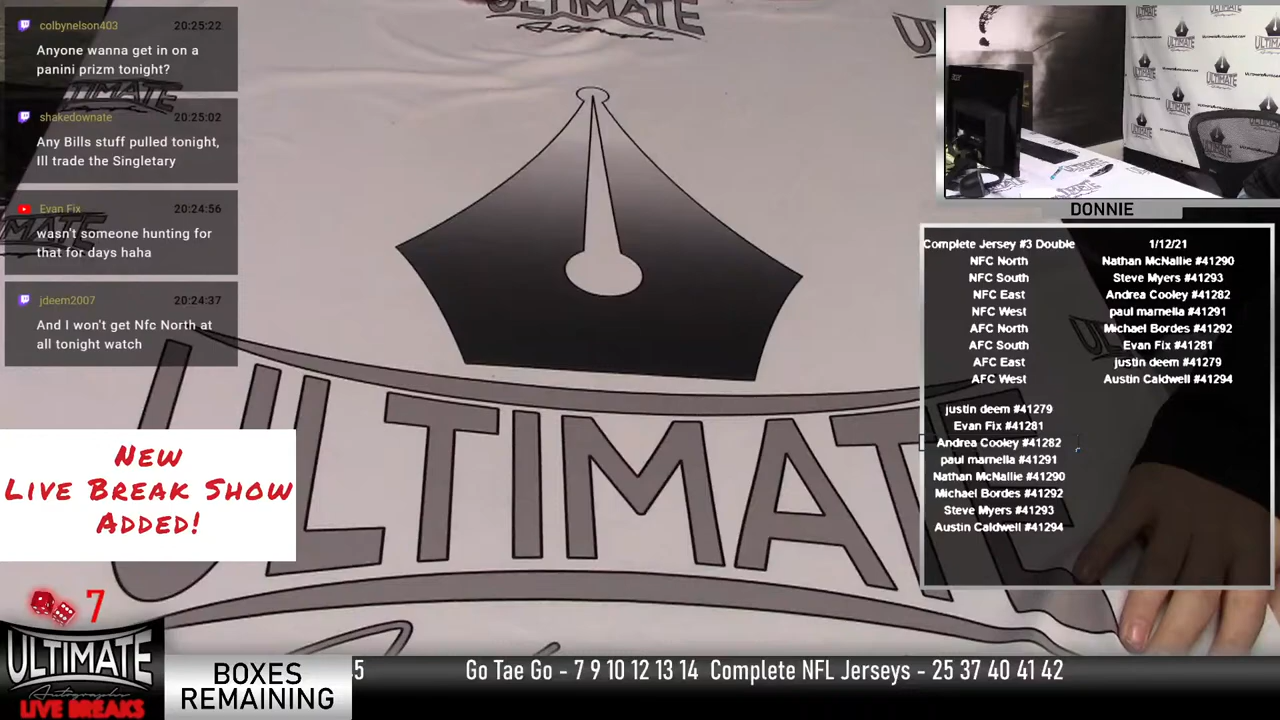 colbynelson403 20:25:22
Anyone wanna get in on a
panini prizm tonight?
shakedownate 20:25:02
Any Bills stuff pulled tonight,
Ill trade the Singletary
Evan Fix 20:24:56
wasn't someone hunting for
that for days haha
jdeem2007 20:24:37
And I won't get Nfc North at
all tonight watch
New
Live Break Show
Added!
7
ULTIMATE
Autographs
LIVE BREAKS
BOXES
REMAINING
5 Go Tae Go - 7 9 10 12 13 14 Complete NFL Jerseys - 25 37 40 41 42
ULTIMATE
Autographs
ULTIMATE
ULTIMATE
DONNIE
Complete Jersey #3 Double 1/12/21
NFC North Nathan McNallie #41290
NFC South Steve Myers #41293
NFC East Andrea Cooley #41282
NFC West paul marnella #41291
AFC North Michael Bordes #41292
AFC South Evan Fix #41281
AFC East justin deem #41279
AFC West Austin Caldwell #41294
justin deem #41279
Evan Fix #41281
Andrea Cooley #41282
paul marnella #41291
Nathan McNallie #41290
Michael Bordes #41292
Steve Myers #41293
Austin Caldwell #41294